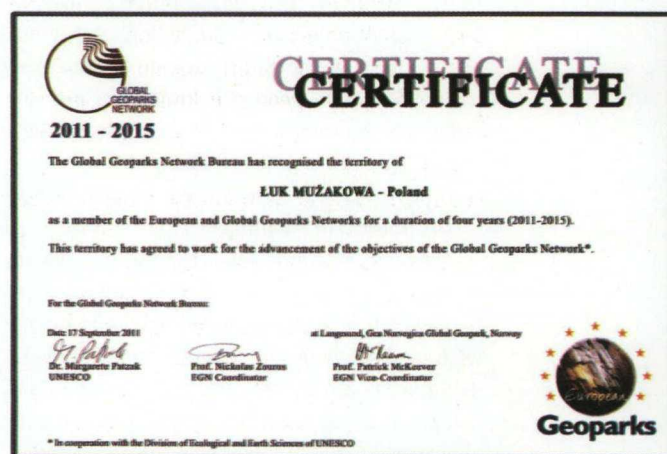 GLOBAL
GEOPARKS
NETWORK
CERTIFICATE
2011 - 2015
The Global Geoparks Network Bureau has recognised the territory of
ŁUK MUŻAKOWA - Poland
as a member of the European and Global Geoparks Networks for a duration of four years (2011-2015).
This territory has agreed to work for the advancement of the objectives of the Global Geoparks Network*.
For the Global Geoparks Network Bureau:
Date 17 September 2011
at Langesund, Gea Norvegica Global Geopark, Norway
Dr. Margarete Patzak
UNESCO
Prof. Nickolas Zouros
EGN Coordinator
Prof. Patrick McKeever
EGN Vice-Coordinator
European
Geoparks
* In cooperation with the Division of Ecological and Earth Sciences of UNESCO